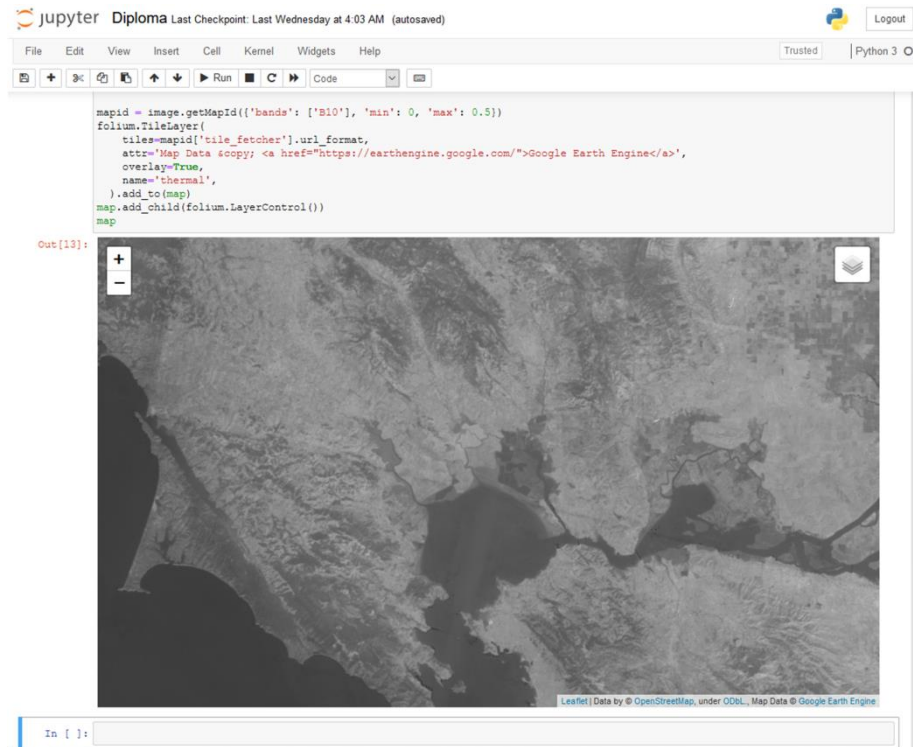 jupyter Diploma Last Checkpoint: Last Wednesday at 4:03 AM (autosaved)
Logout
File Edit View Insert Cell Kernel Widgets Help
Trusted
Python 3
Run
Code
mapid = image.getMapId({'bands': ['B10'], 'min': 0, 'max': 0.5})
folium.TileLayer(
    tiles=mapid['tile_fetcher'].url_format,
    attr='Map Data &copy; <a href="https://earthengine.google.com/">Google Earth Engine</a>',
    overlay=True,
    name='thermal',
  ).add_to(map)
map.add_child(folium.LayerControl())
map
Out[13]:
+
−
Leaflet | Data by © OpenStreetMap, under ODbL., Map Data © Google Earth Engine
In [ ]: